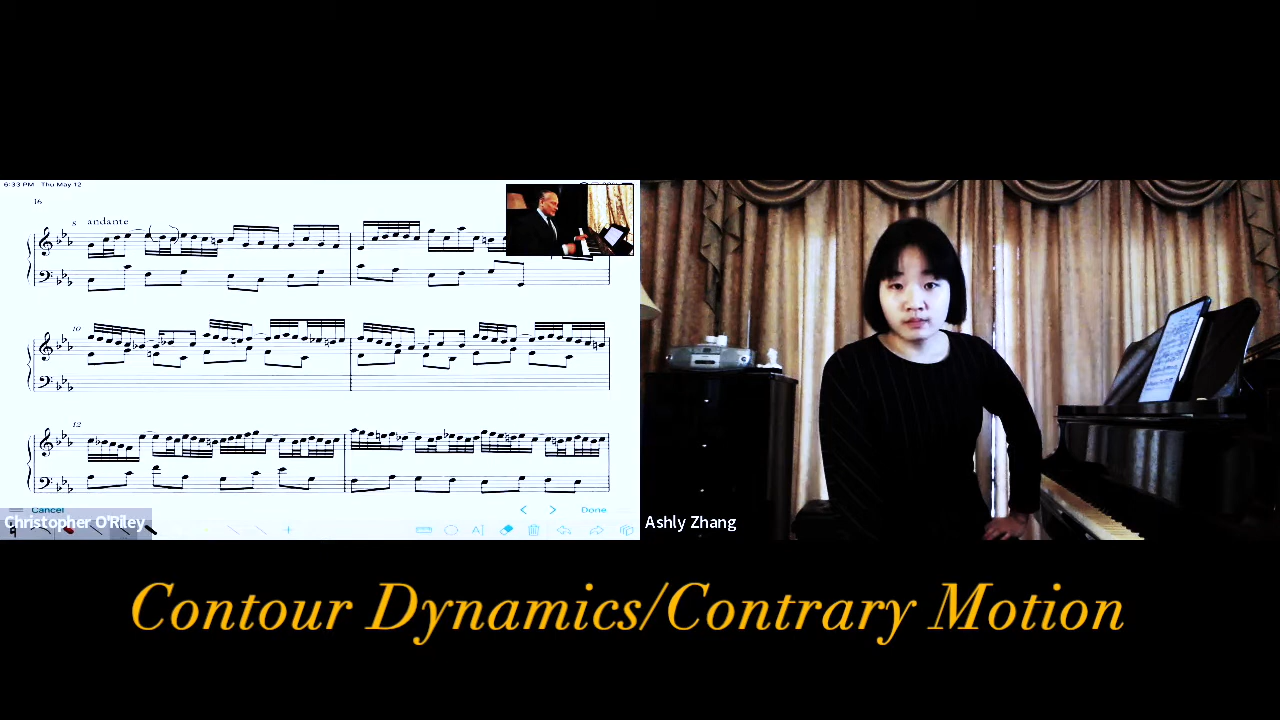 6:33 PM Thu May 12
16
8 andante
10
12
Cancel
Done
Christopher O'Riley
A
Ashly Zhang
Contour Dynamics/Contrary Motion